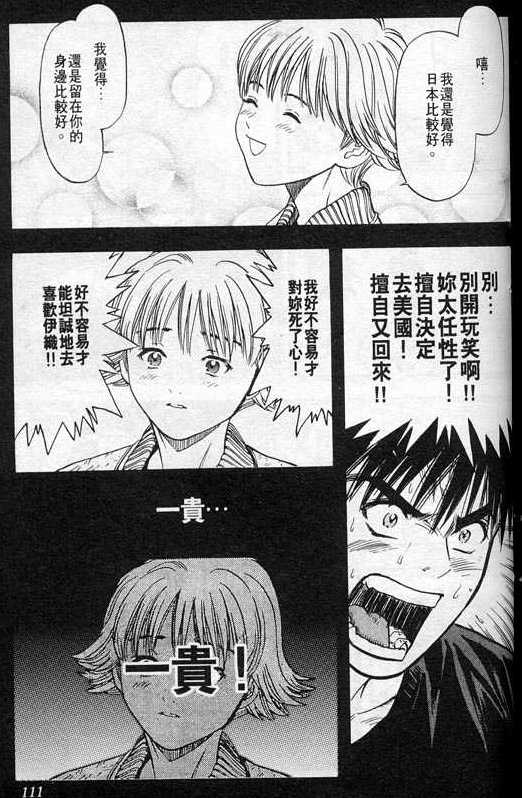 嘻…
我還是覺得
日本比較好。
我覺得…
還是留在你的
身邊比較好。
別…
別開玩笑啊!!
妳太任性了！
擅自決定
去美國！
擅自又回來!!
我好不容易才
對妳死了心！
好不容易才
能坦誠地去
喜歡伊織!!
一貴…
一貴！
111